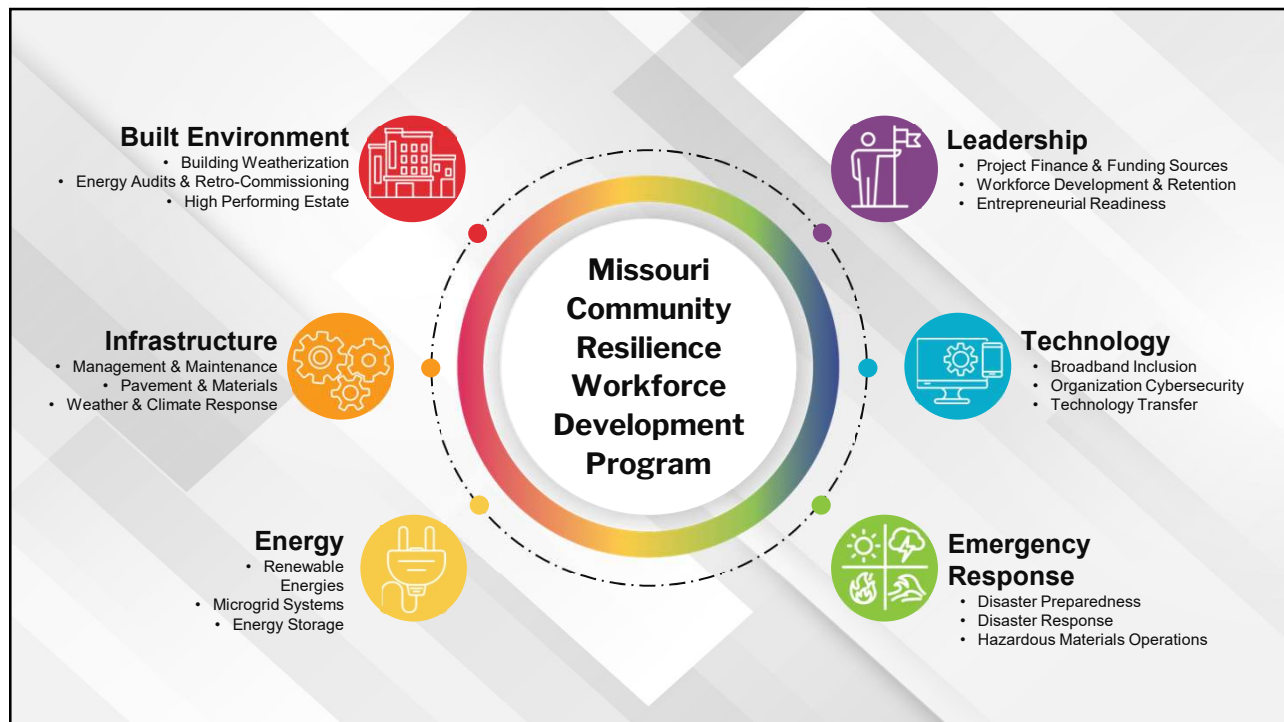 Built Environment
• Building Weatherization
• Energy Audits & Retro-Commissioning
• High Performing Estate
Infrastructure
• Management & Maintenance
• Pavement & Materials
• Weather & Climate Response
Energy
• Renewable
Energies
• Microgrid Systems
• Energy Storage
Missouri
Community
Resilience
Workforce
Development
Program
Leadership
• Project Finance & Funding Sources
• Workforce Development & Retention
• Entrepreneurial Readiness
Technology
• Broadband Inclusion
• Organization Cybersecurity
• Technology Transfer
Emergency
Response
• Disaster Preparedness
• Disaster Response
• Hazardous Materials Operations